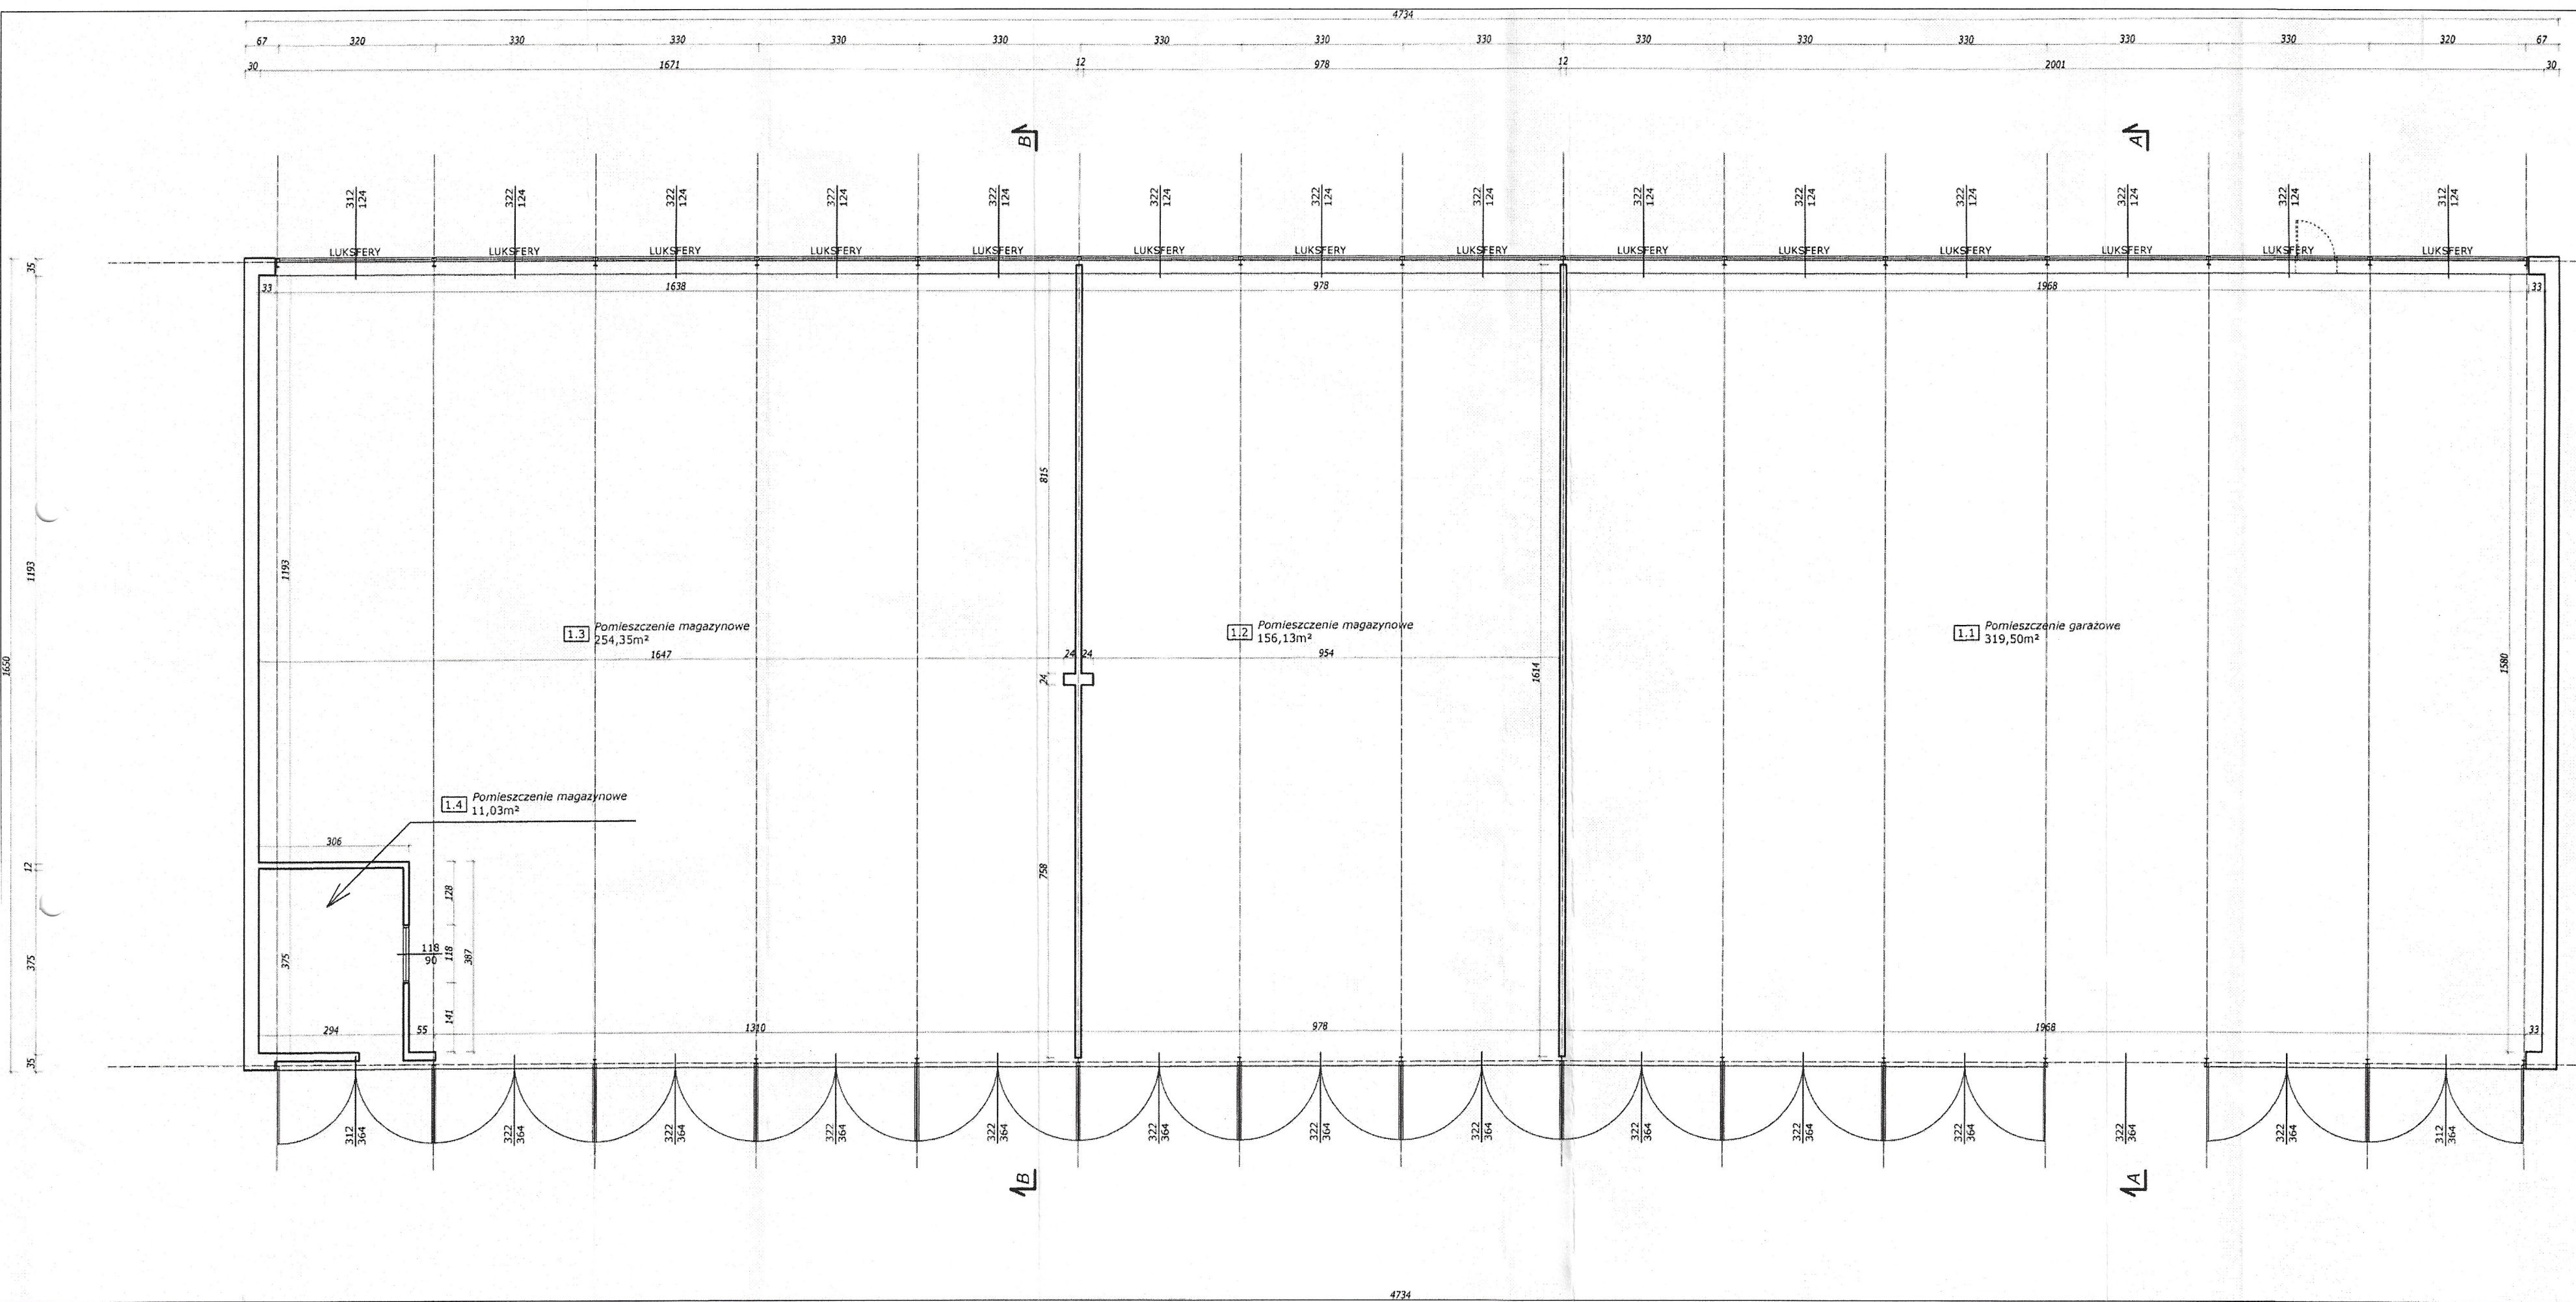 4734
67 320 330 330 330 330 330 330 330 330 330 330 330 330 320 67
30 1671 12 978 12 2001 30
B A
312 322 322 322 322 322 322 322 322 322 322 322 322 312
124 124 124 124 124 124 124 124 124 124 124 124 124 124
LUKSFERY LUKSFERY LUKSFERY LUKSFERY LUKSFERY LUKSFERY LUKSFERY LUKSFERY LUKSFERY LUKSFERY LUKSFERY LUKSFERY LUKSFERY LUKSFERY
35
33 1638 978 1968 33
815
1193 1193
1.3 Pomieszczenie magazynowe
254,35m²
1.2 Pomieszczenie magazynowe
156,13m²
1.1 Pomieszczenie garażowe
319,50m²
1647 24 24 954
1650 24 1614 1580
1.4 Pomieszczenie magazynowe
11,03m²
306
12 128 758
118
90
375 375 118 387
141
294 55 1310 978 1968 33
35
312 322 322 322 322 322 322 322 322 322 322 322 322 312
364 364 364 364 364 364 364 364 364 364 364 364 364 364
B A
4734